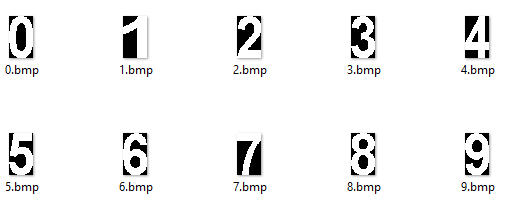 0 1 2 3 4
0.bmp 1.bmp 2.bmp 3.bmp 4.bmp
5 6 7 8 9
5.bmp 6.bmp 7.bmp 8.bmp 9.bmp